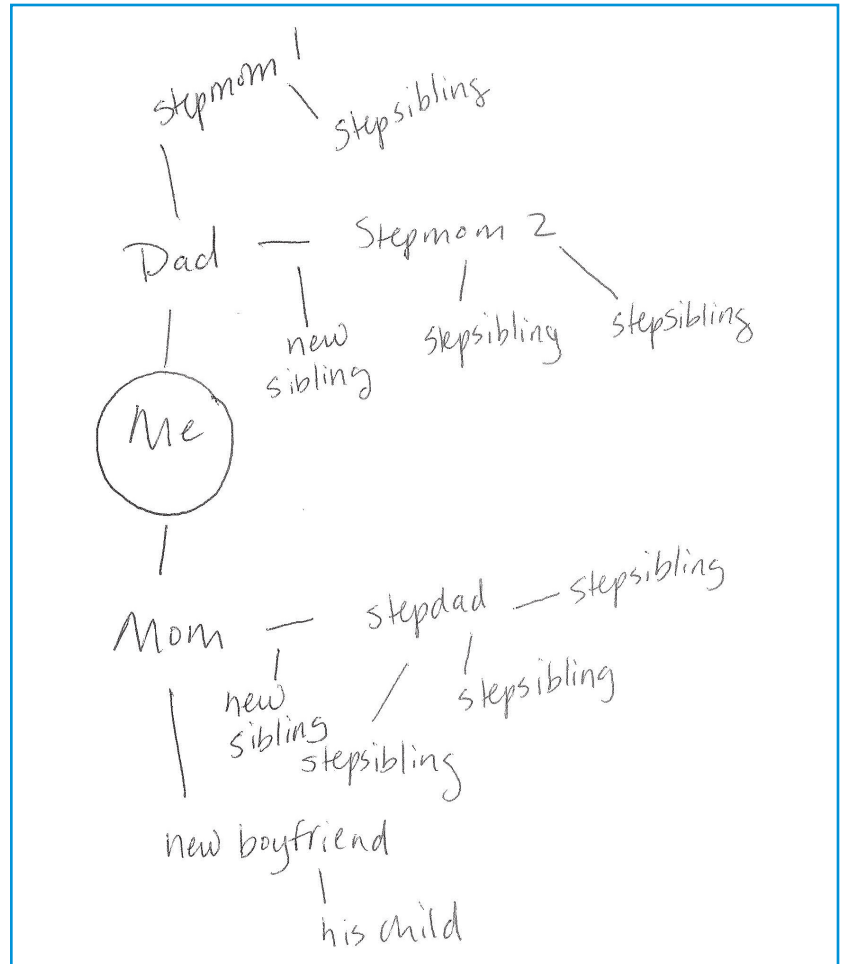 stepmom 1
stepsibling
Dad
Stepmom 2
new
sibling
stepsibling
stepsibling
Me
Mom
stepdad
stepsibling
new
sibling
stepsibling
stepsibling
new boyfriend
his child